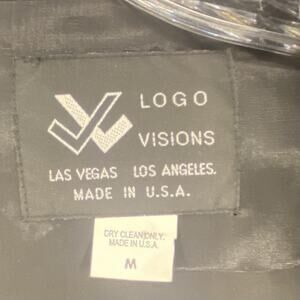 LOGO
VISIONS
LAS VEGAS LOS ANGELES.
MADE IN U.S.A.
DRY CLEAN ONLY.
MADE IN U.S.A.
M